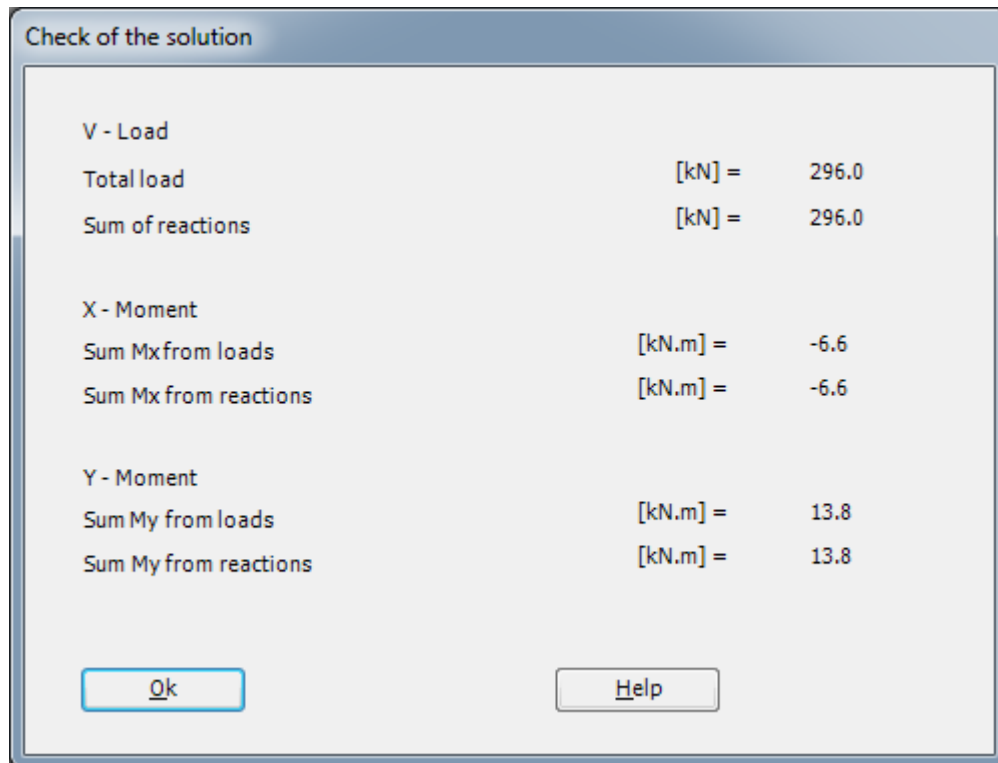 Check of the solution
V - Load
Total load [kN] = 296.0
Sum of reactions [kN] = 296.0
X - Moment
Sum Mx from loads [kN.m] = -6.6
Sum Mx from reactions [kN.m] = -6.6
Y - Moment
Sum My from loads [kN.m] = 13.8
Sum My from reactions [kN.m] = 13.8
Ok Help